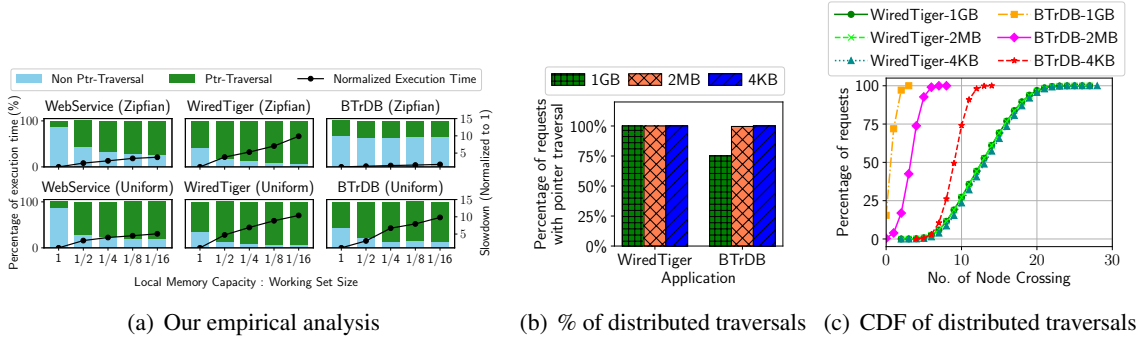 Non Ptr-Traversal Ptr-Traversal Normalized Execution Time
WebService (Zipfian) WiredTiger (Zipfian) BTrDB (Zipfian)
100
0
15
10
5
WebService (Uniform) WiredTiger (Uniform) BTrDB (Uniform)
100
0
15
10
5
1 1/2 1/4 1/8 1/16 1 1/2 1/4 1/8 1/16 1 1/2 1/4 1/8 1/16
Percentage of execution time (%)
Slowdown (Normalized to 1)
Local Memory Capacity : Working Set Size
(a) Our empirical analysis
1GB 2MB 4KB
Percentage of requests
with pointer traversal
100%
75%
50%
25%
0%
WiredTiger BTrDB
Application
(b) % of distributed traversals
WiredTiger-1GB BTrDB-1GB
WiredTiger-2MB BTrDB-2MB
WiredTiger-4KB BTrDB-4KB
Percentage of requests
100
75
50
25
0
0 10 20 30
No. of Node Crossing
(c) CDF of distributed traversals